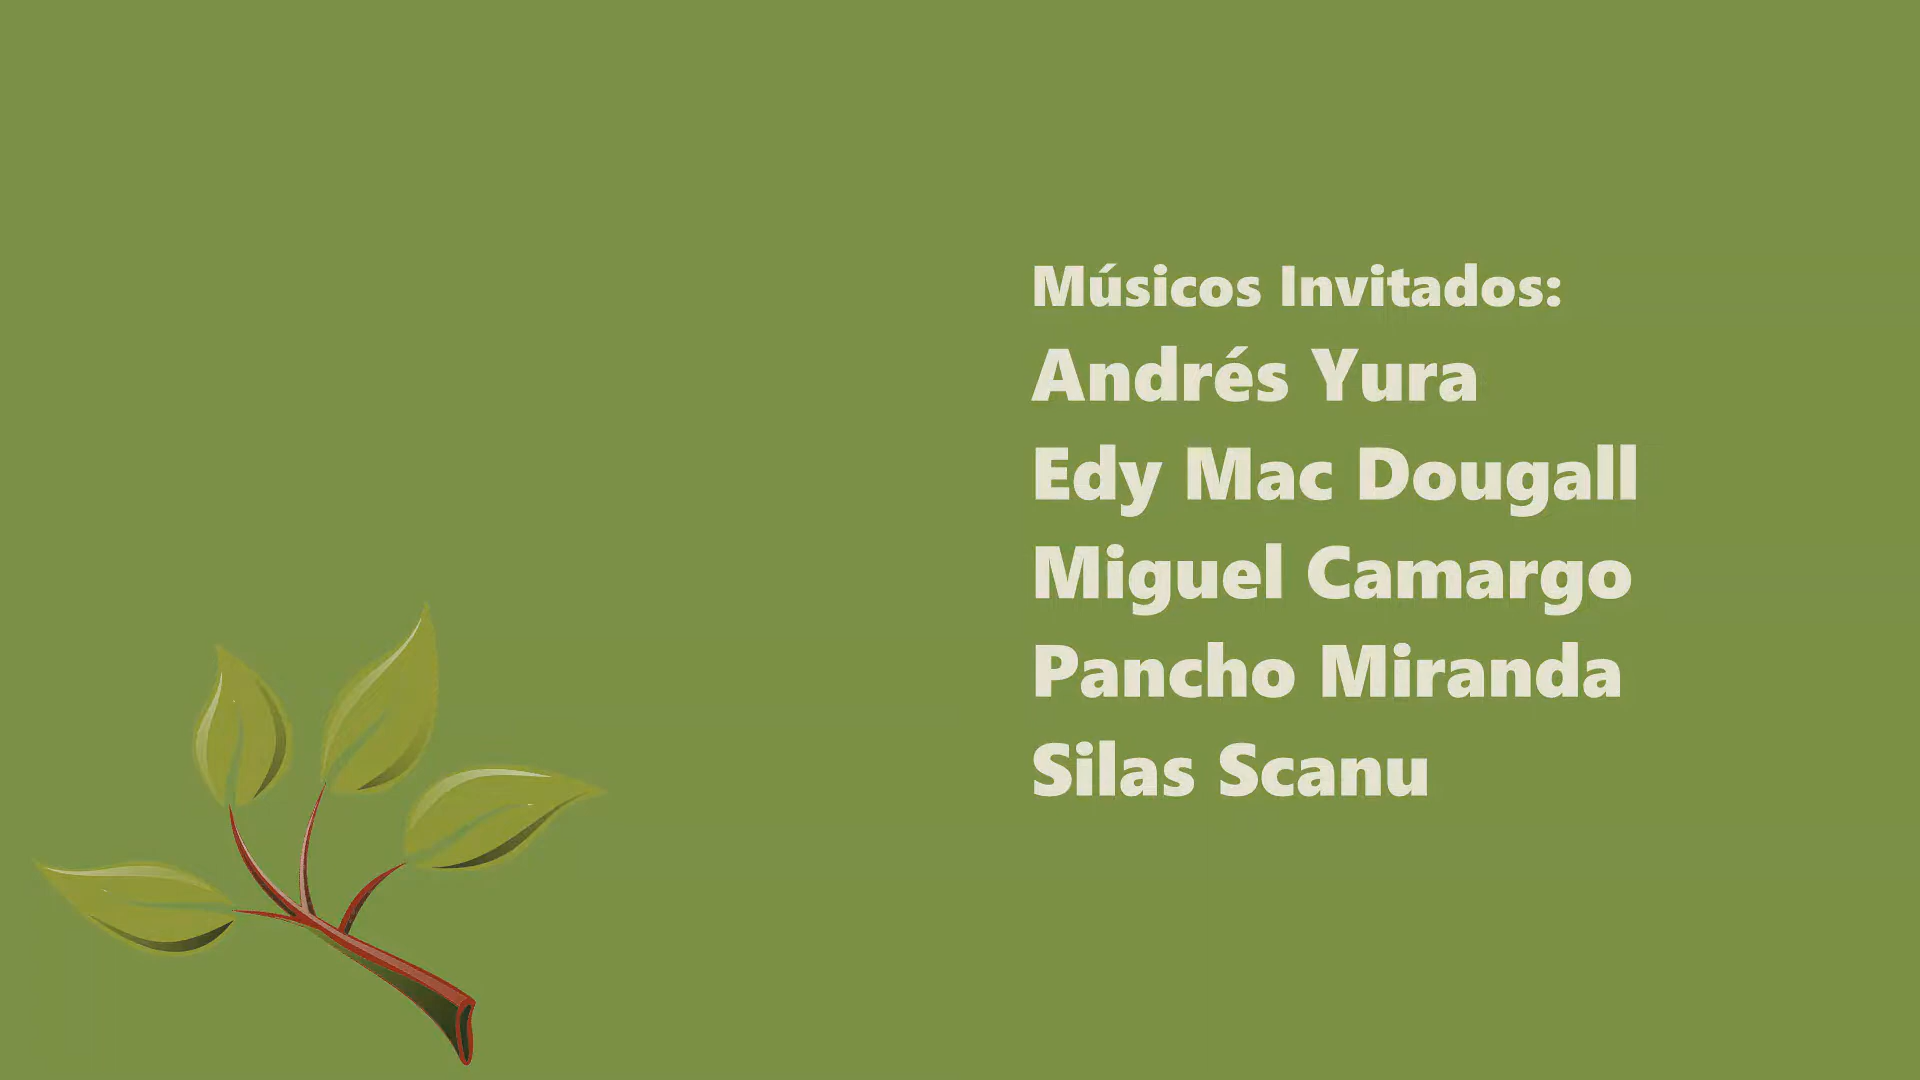 Músicos Invitados:
Andrés Yura
Edy Mac Dougall
Miguel Camargo
Pancho Miranda
Silas Scanu